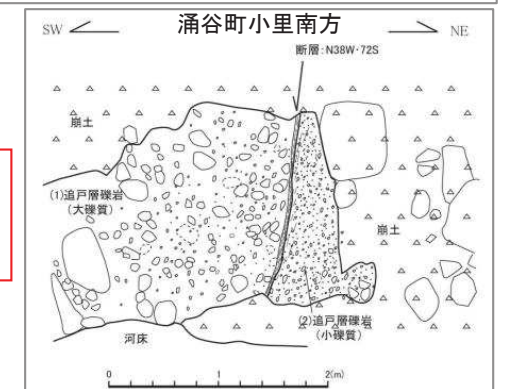 涌谷町小里南方
SW
NE
断層:N38W・72S
崩土
(1)追戸層礫岩
(大礫質)
崩土
(2)追戸層礫岩
(小礫質)
河床
0 1 2(m)